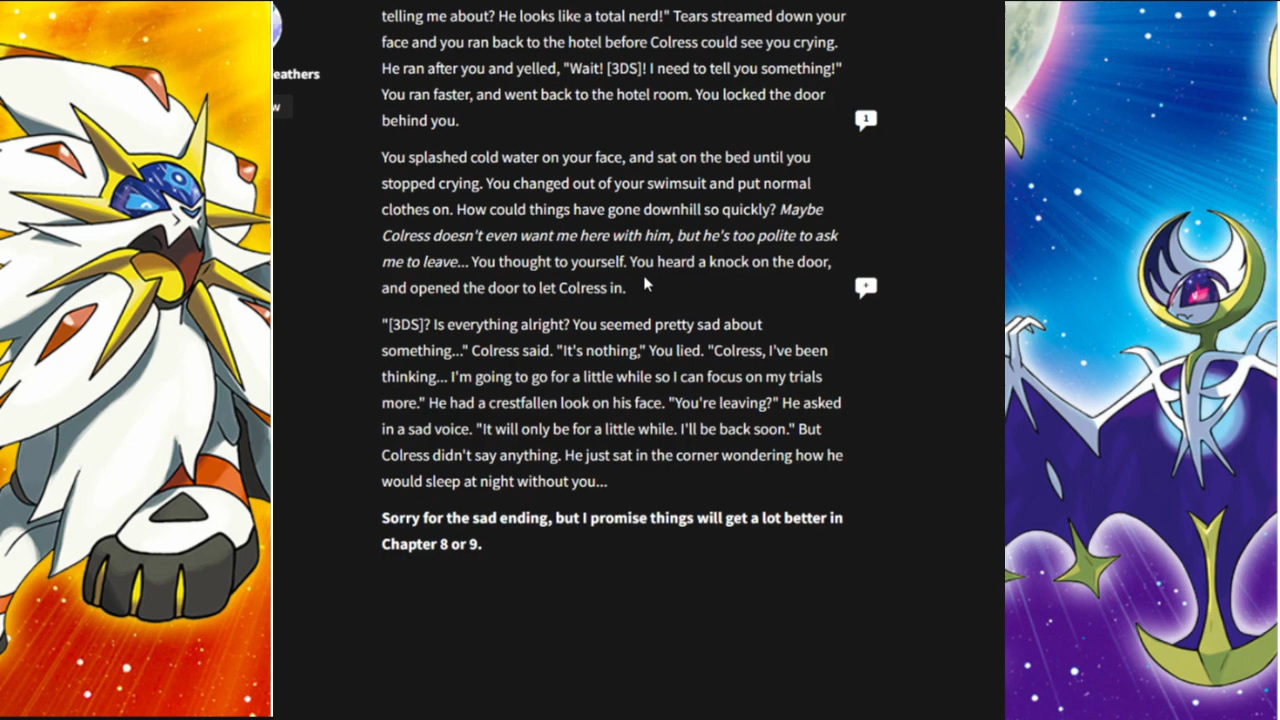 telling me about? He looks like a total nerd!" Tears streamed down your
face and you ran back to the hotel before Colress could see you crying.
eathers
He ran after you and yelled, "Wait! [3DS]! I need to tell you something!"
w
You ran faster, and went back to the hotel room. You locked the door
behind you.
1
You splashed cold water on your face, and sat on the bed until you
stopped crying. You changed out of your swimsuit and put normal
clothes on. How could things have gone downhill so quickly? Maybe
Colress doesn't even want me here with him, but he's too polite to ask
me to leave... You thought to yourself. You heard a knock on the door,
and opened the door to let Colress in.
+
"[3DS]? Is everything alright? You seemed pretty sad about
something..." Colress said. "It's nothing," You lied. "Colress, I've been
thinking... I'm going to go for a little while so I can focus on my trials
more." He had a crestfallen look on his face. "You're leaving?" He asked
in a sad voice. "It will only be for a little while. I'll be back soon." But
Colress didn't say anything. He just sat in the corner wondering how he
would sleep at night without you...
Sorry for the sad ending, but I promise things will get a lot better in
Chapter 8 or 9.